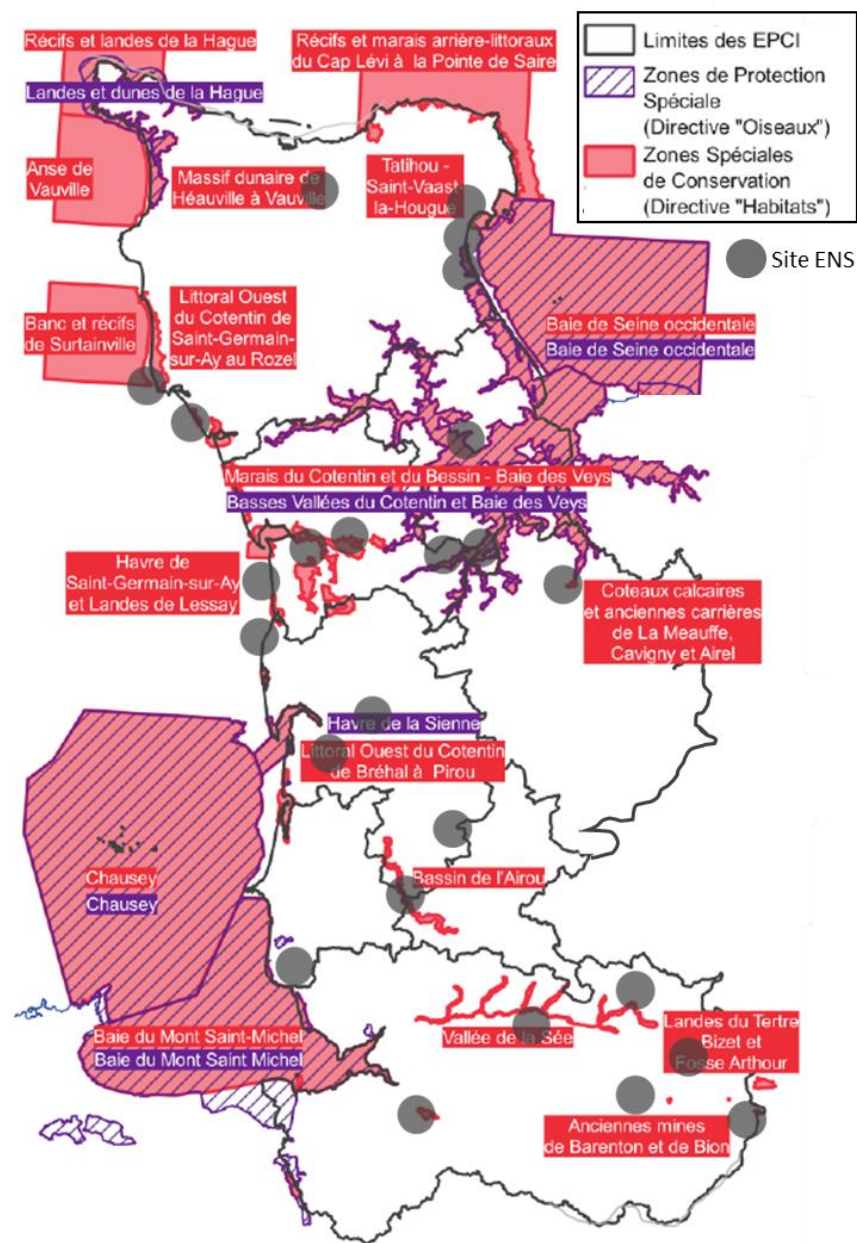 Récifs et landes de la Hague
Landes et dunes de la Hague
Récifs et marais arrière-littoraux
du Cap Lévi à la Pointe de Saire
Limites des EPCI
Zones de Protection
Spéciale
(Directive "Oiseaux")
Zones Spéciales
de Conservation
(Directive "Habitats")
Site ENS
Anse de
Vauville
Massif dunaire de
Héauville à Vauville
Tatihou -
Saint-Vaast
la-Hougue
Banc et récifs
de Surtainville
Littoral Ouest
du Cotentin de
Saint-Germain-
sur-Ay au Rozel
Baie de Seine occidentale
Baie de Seine occidentale
Marais du Cotentin et du Bessin - Baie des Veys
Basses Vallées du Cotentin et Baie des Veys
Havre de
Saint-Germain-sur-Ay
et Landes de Lessay
Coteaux calcaires
et anciennes carrières
de La Meauffe,
Cavigny et Airel
Havre de la Sienne
Littoral Ouest du Cotentin
de Bréhal à Pirou
Chausey
Chausey
Bassin de l'Airou
Baie du Mont Saint-Michel
Baie du Mont Saint Michel
Vallée de la Sée
Landes du Tertre
Bizet et
Fosse Arthour
Anciennes mines
de Barenton et de Bion